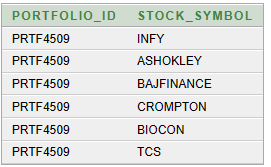 PORTFOLIO_ID STOCK_SYMBOL
PRTF4509 INFY
PRTF4509 ASHOKLEY
PRTF4509 BAJFINANCE
PRTF4509 CROMPTON
PRTF4509 BIOCON
PRTF4509 TCS